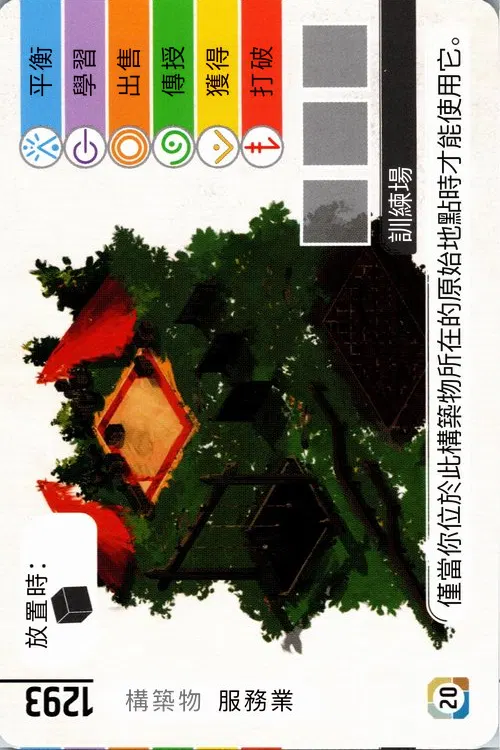 平衡
學習
出售
傳授
獲得
打破
訓練場
僅當你位於此構築物所在的原始地點時才能使用它。
放置時：
1293
構築物 服務業
20